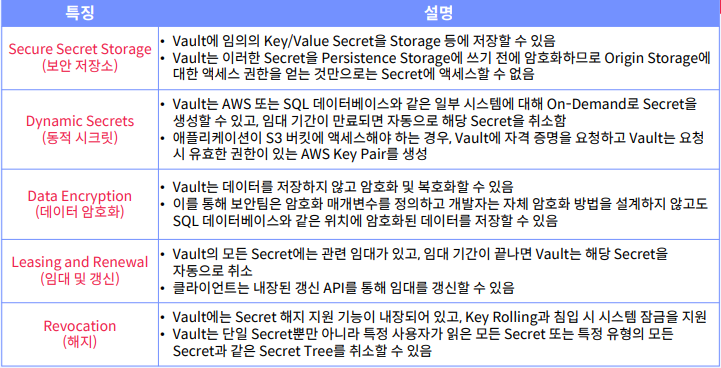 특징
설명
Secure Secret Storage
(보안 저장소)
• Vault에 임의의 Key/Value Secret을 Storage 등에 저장할 수 있음
• Vault는 이러한 Secret을 Persistence Storage에 쓰기 전에 암호화하므로 Origin Storage에
대한 액세스 권한을 얻는 것만으로는 Secret에 액세스할 수 없음
Dynamic Secrets
(동적 시크릿)
• Vault는 AWS 또는 SQL 데이터베이스와 같은 일부 시스템에 대해 On-Demand로 Secret을
생성할 수 있고, 임대 기간이 만료되면 자동으로 해당 Secret을 취소함
• 애플리케이션이 S3 버킷에 액세스해야 하는 경우, Vault에 자격 증명을 요청하고 Vault는 요청
시 유효한 권한이 있는 AWS Key Pair를 생성
Data Encryption
(데이터 암호화)
• Vault는 데이터를 저장하지 않고 암호화 및 복호화할 수 있음
• 이를 통해 보안팀은 암호화 매개변수를 정의하고 개발자는 자체 암호화 방법을 설계하지 않고도
SQL 데이터베이스와 같은 위치에 암호화된 데이터를 저장할 수 있음
Leasing and Renewal
(임대 및 갱신)
• Vault의 모든 Secret에는 관련 임대가 있고, 임대 기간이 끝나면 Vault는 해당 Secret을
자동으로 취소
• 클라이언트는 내장된 갱신 API를 통해 임대를 갱신할 수 있음
Revocation
(해지)
• Vault에는 Secret 해지 지원 기능이 내장되어 있고, Key Rolling과 침입 시 시스템 잠금을 지원
• Vault는 단일 Secret뿐만 아니라 특정 사용자가 읽은 모든 Secret 또는 특정 유형의 모든
Secret과 같은 Secret Tree를 취소할 수 있음